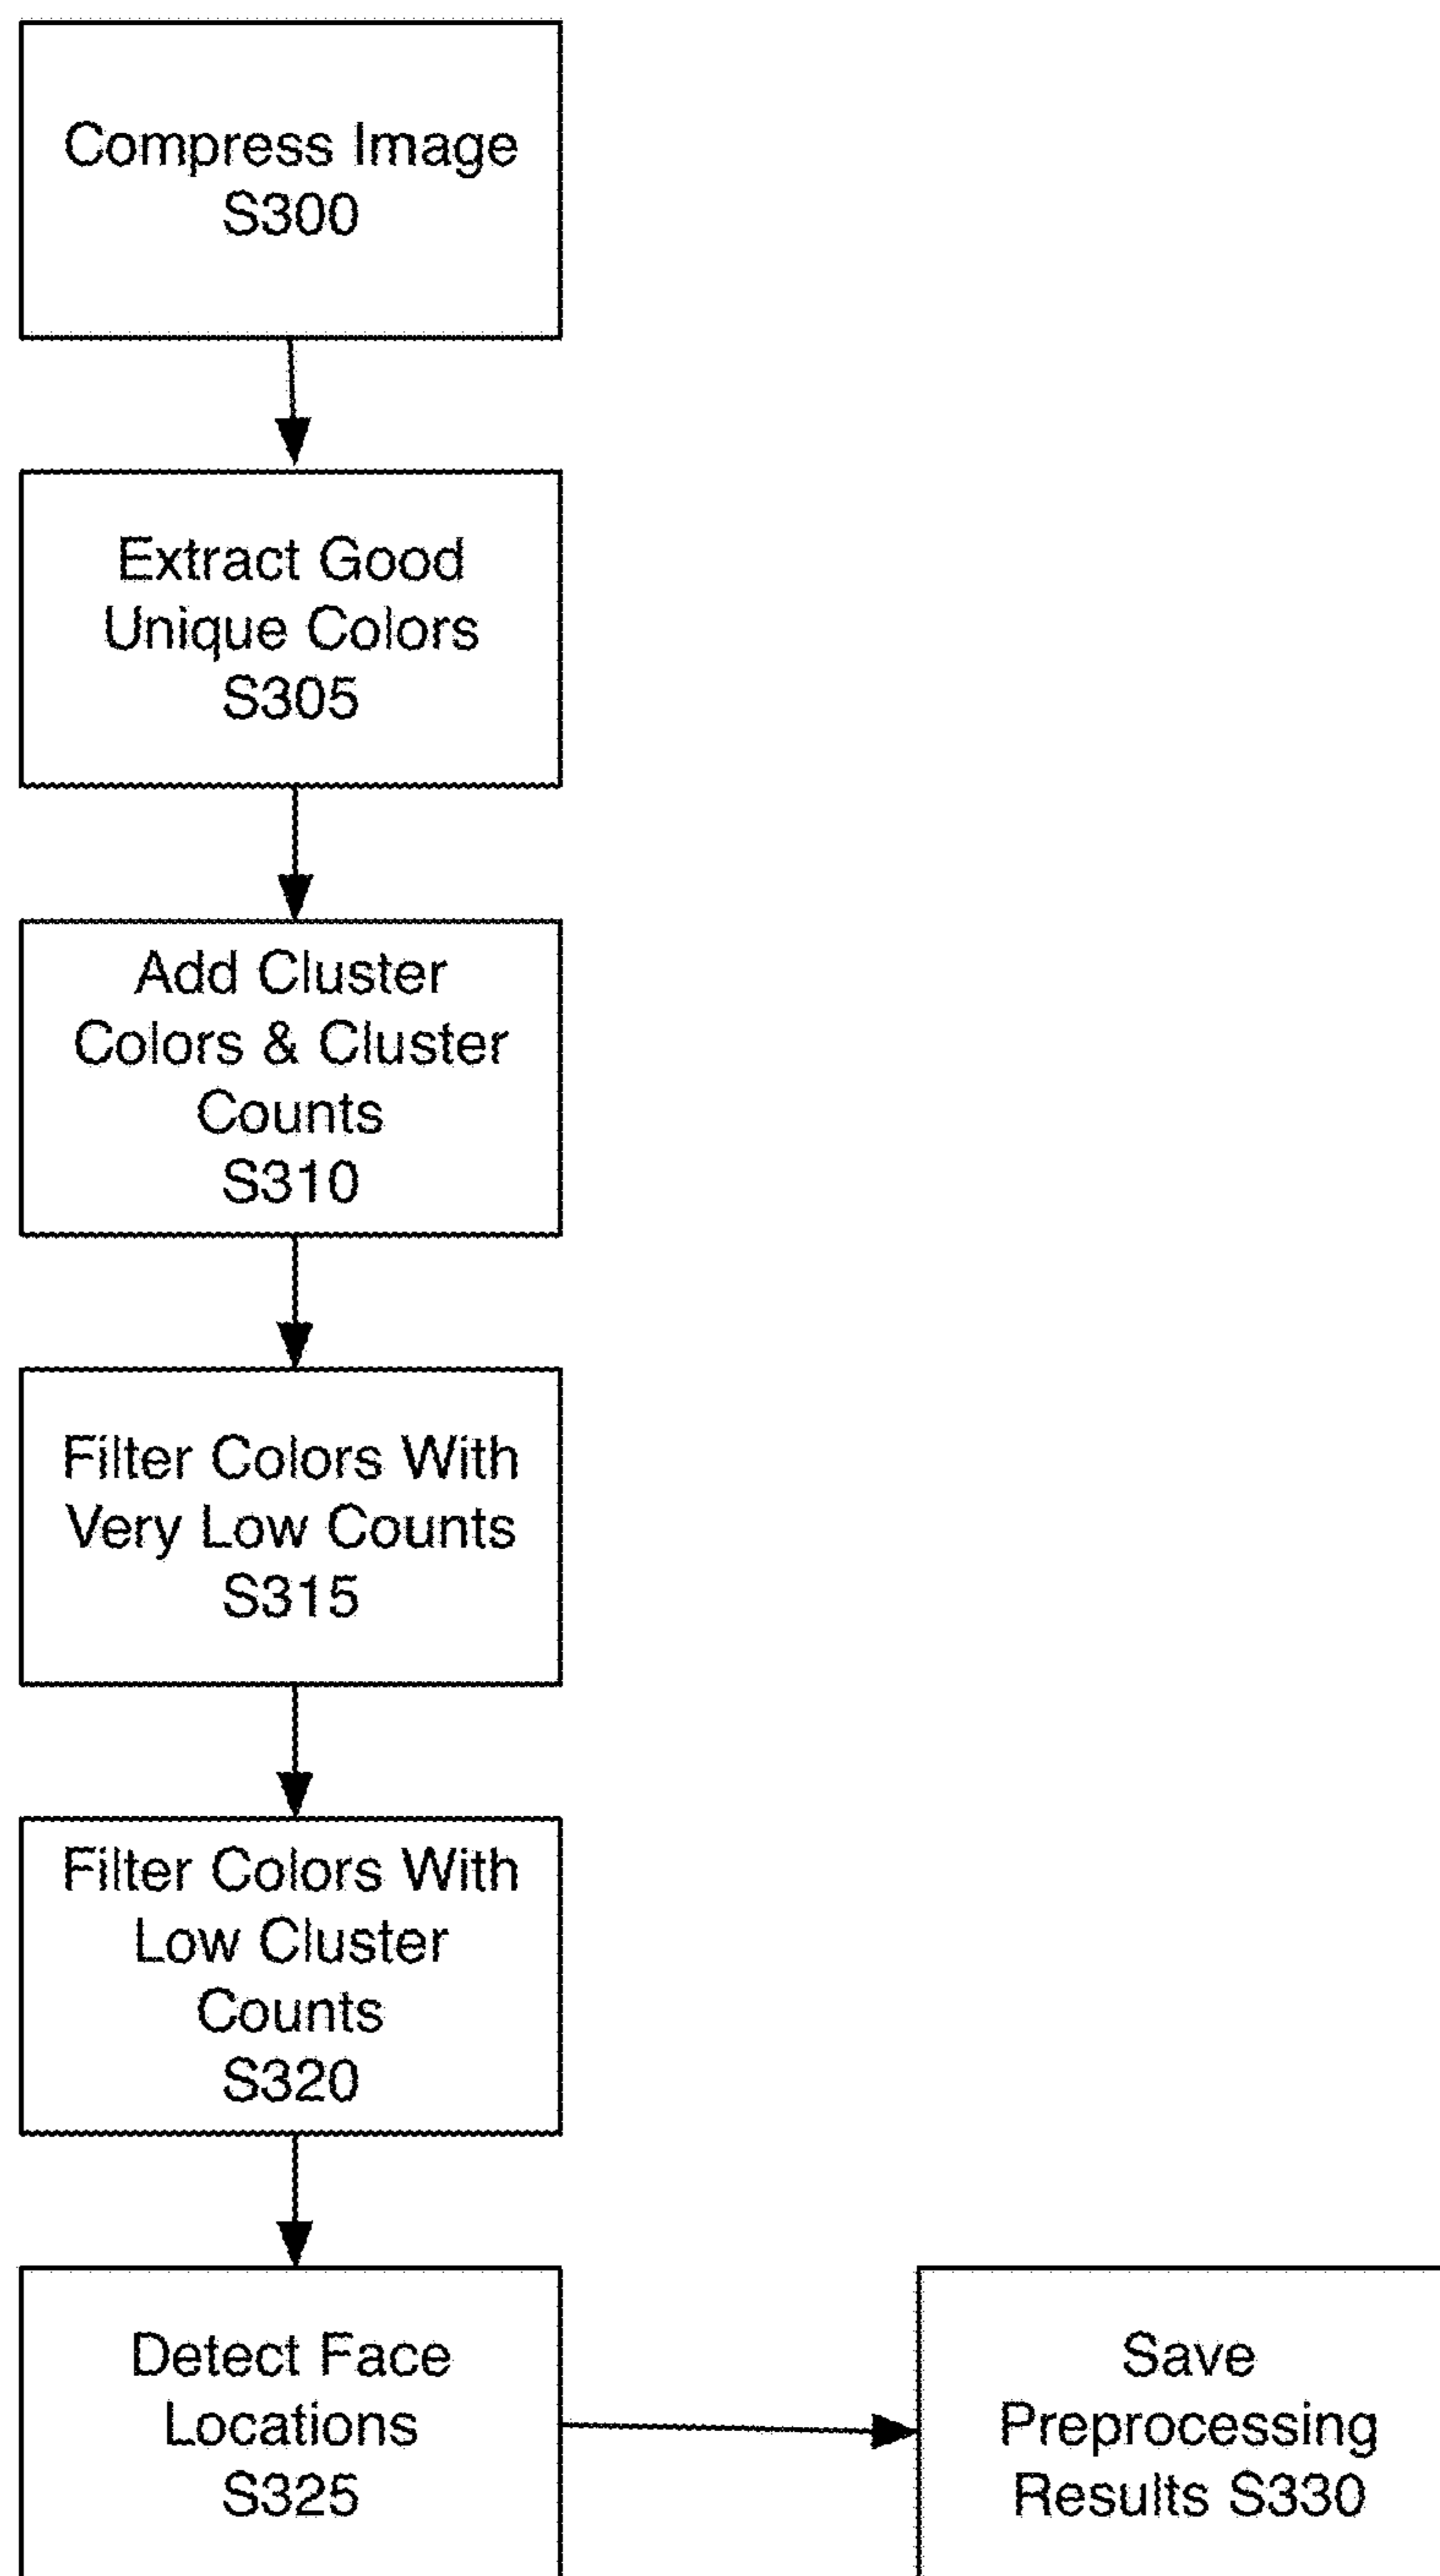 Compress Image
S300
Extract Good
Unique Colors
S305
Add Cluster
Colors & Cluster
Counts
S310
Filter Colors With
Very Low Counts
S315
Filter Colors With
Low Cluster
Counts
S320
Detect Face
Locations
S325
Save
Preprocessing
Results S330